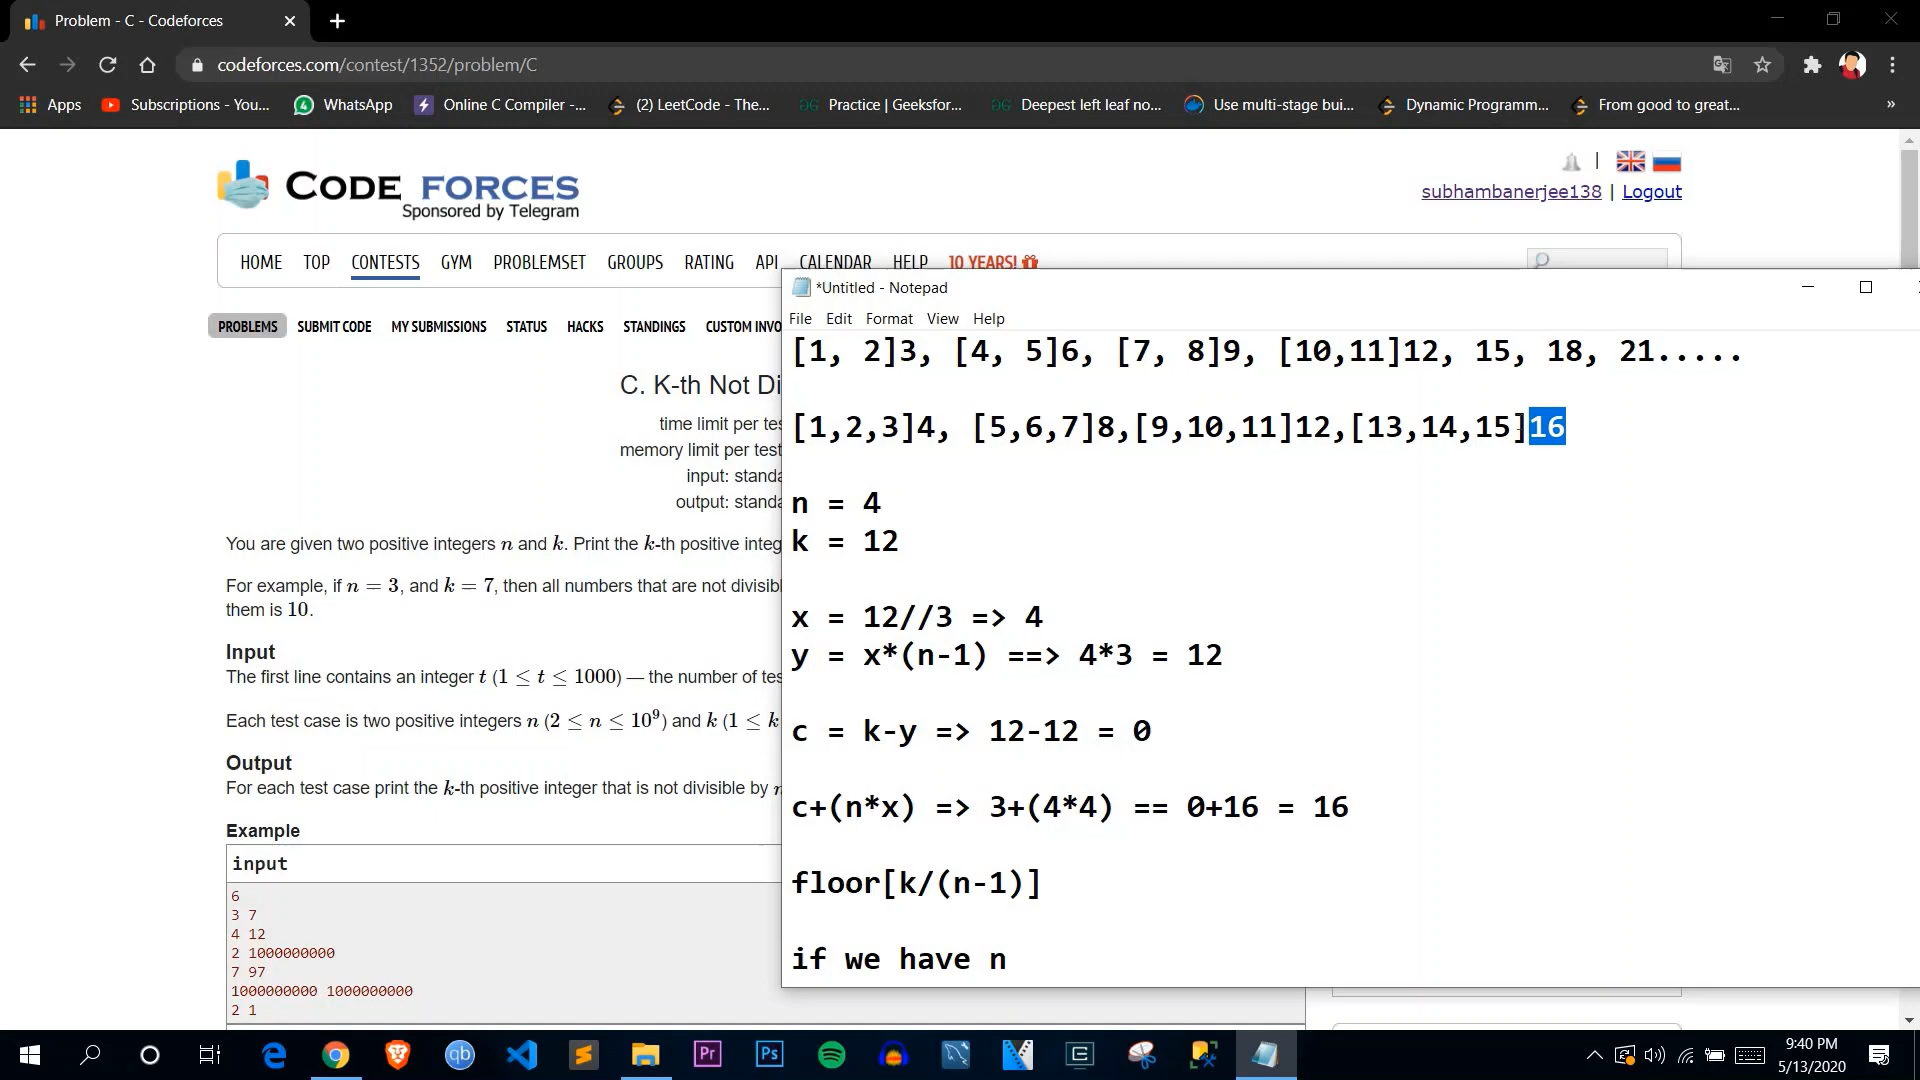 Problem - C - Codeforces
codeforces.com/contest/1352/problem/C
Apps Subscriptions - You... WhatsApp Online C Compiler -... (2) LeetCode - The... Practice | Geeksfor... Deepest left leaf no... Use multi-stage bui... Dynamic Programm... From good to great... »
CODE FORCES
Sponsored by Telegram
subhambanerjee138 | Logout
HOME TOP CONTESTS GYM PROBLEMSET GROUPS RATING API CALENDAR HELP 10 YEARS!
PROBLEMS SUBMIT CODE MY SUBMISSIONS STATUS HACKS STANDINGS CUSTOM INVO
C. K-th Not Di
time limit per tes
memory limit per test
input: standa
output: standa
You are given two positive integers n and k. Print the k-th positive integ
For example, if n = 3, and k = 7, then all numbers that are not divisibl
them is 10.
Input
The first line contains an integer t (1 ≤ t ≤ 1000) — the number of tes
Each test case is two positive integers n (2 ≤ n ≤ 10⁹) and k (1 ≤ k
Output
For each test case print the k-th positive integer that is not divisible by n
Example
input
6
3 7
4 12
2 1000000000
7 97
1000000000 1000000000
2 1
*Untitled - Notepad
File Edit Format View Help
[1, 2]3, [4, 5]6, [7, 8]9, [10,11]12, 15, 18, 21.....
[1,2,3]4, [5,6,7]8,[9,10,11]12,[13,14,15]16
n = 4
k = 12
x = 12//3 => 4
y = x*(n-1) ==> 4*3 = 12
c = k-y => 12-12 = 0
c+(n*x) => 3+(4*4) == 0+16 = 16
floor[k/(n-1)]
if we have n
9:40 PM
5/13/2020